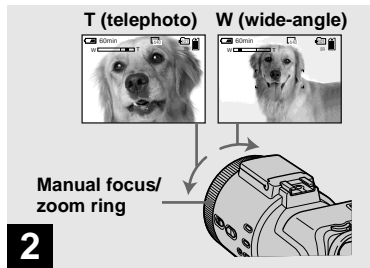 T (telephoto) W (wide-angle)
60min
W T
60min
W T
Manual focus/
zoom ring
2